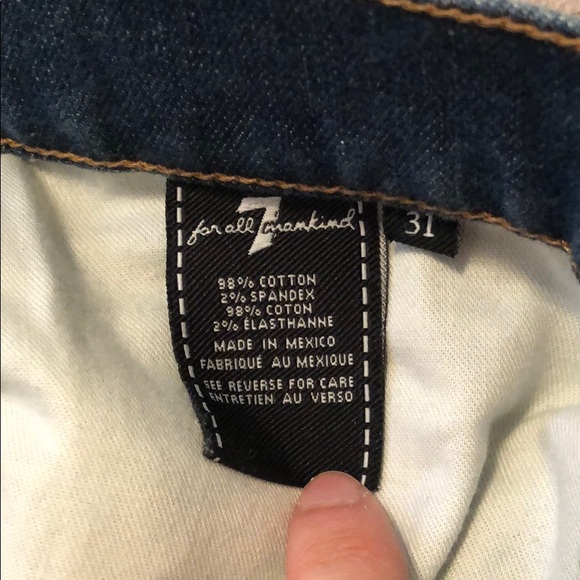 7
for all mankind
31
98% COTTON
2% SPANDEX
98% COTON
2% ÉLASTHANNE
MADE IN MEXICO
FABRIQUÉ AU MEXIQUE
SEE REVERSE FOR CARE
ENTRETIEN AU VERSO